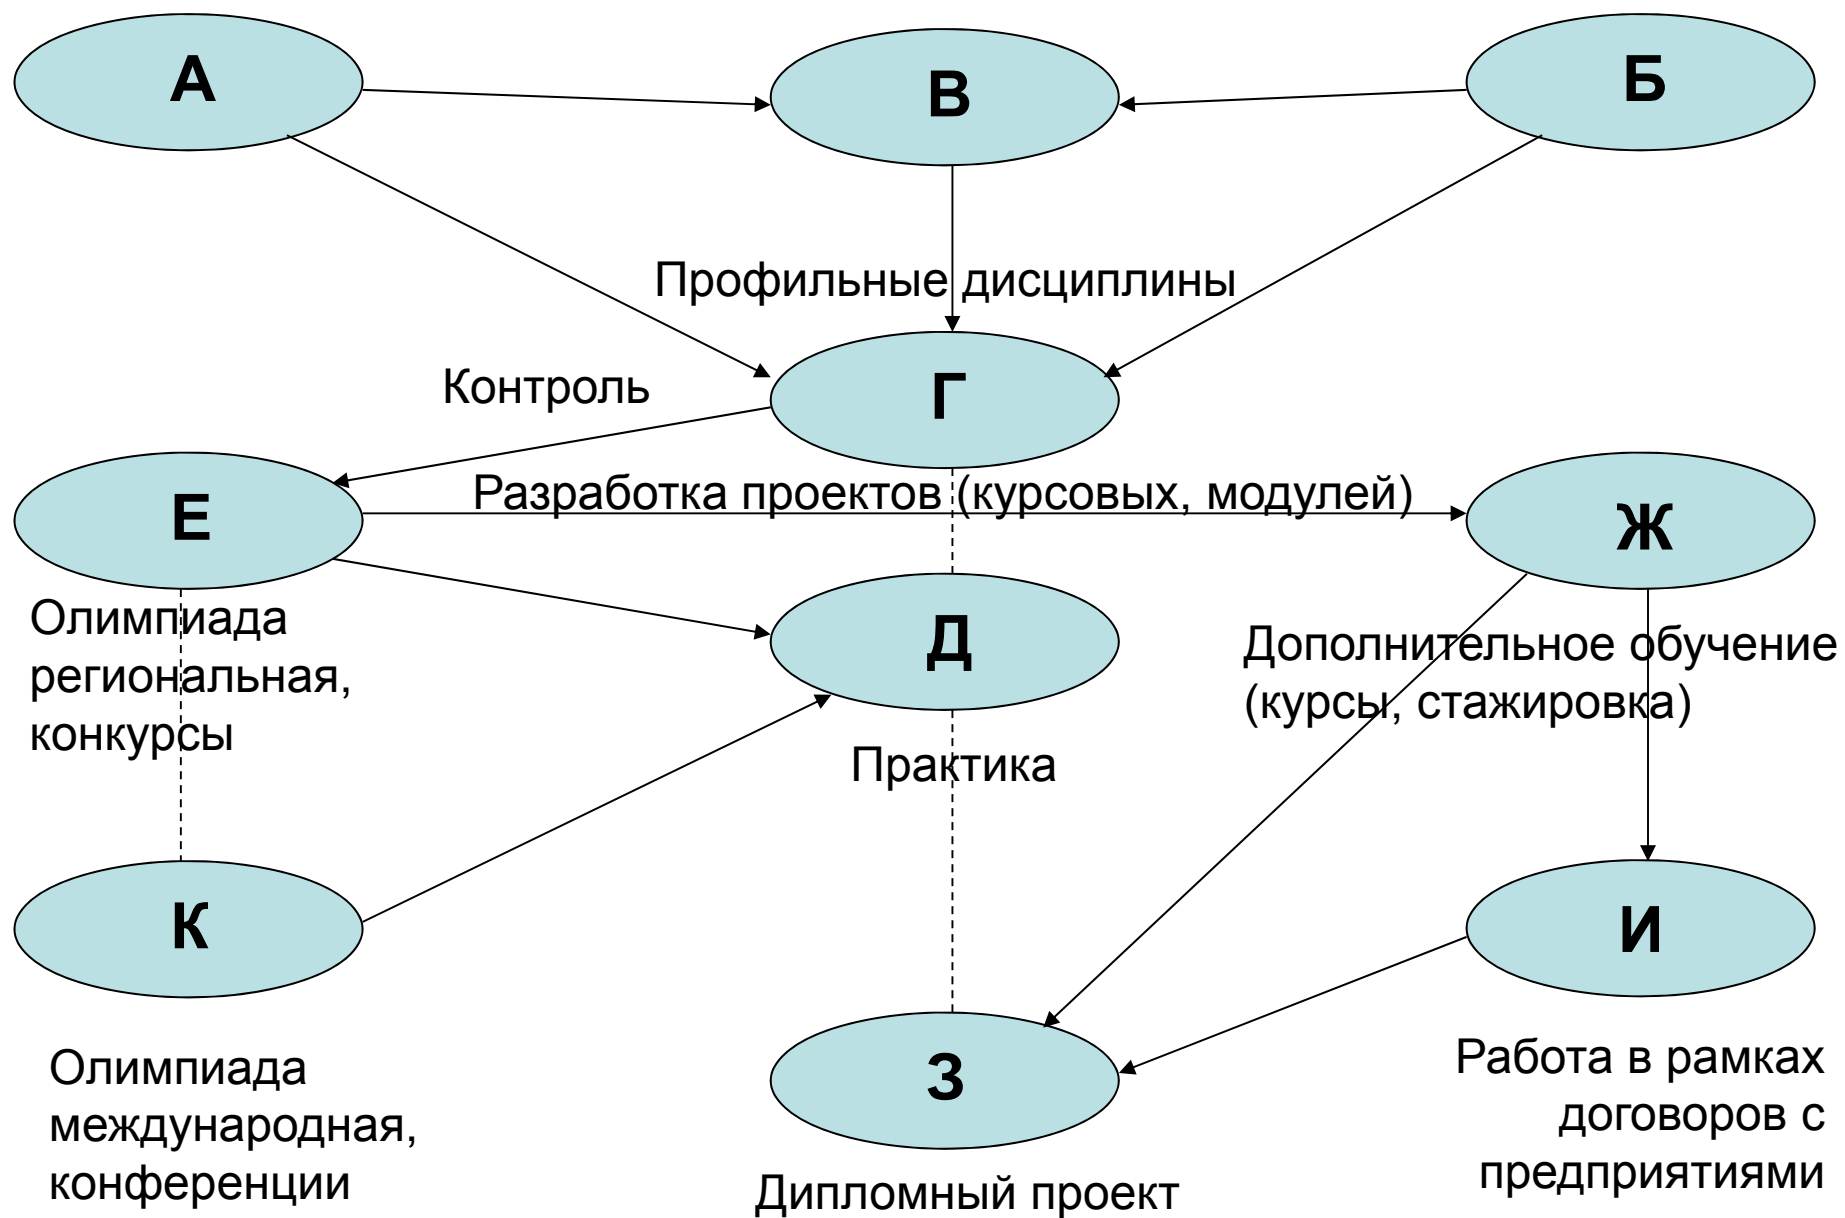 А
В
Б
Профильные дисциплины
Г
Контроль
Разработка проектов (курсовых, модулей)
Е
Ж
Олимпиада
региональная,
конкурсы
Д
Дополнительное обучение
(курсы, стажировка)
Практика
К
И
Олимпиада
международная,
конференции
З
Дипломный проект
Работа в рамках
договоров с
предприятиями